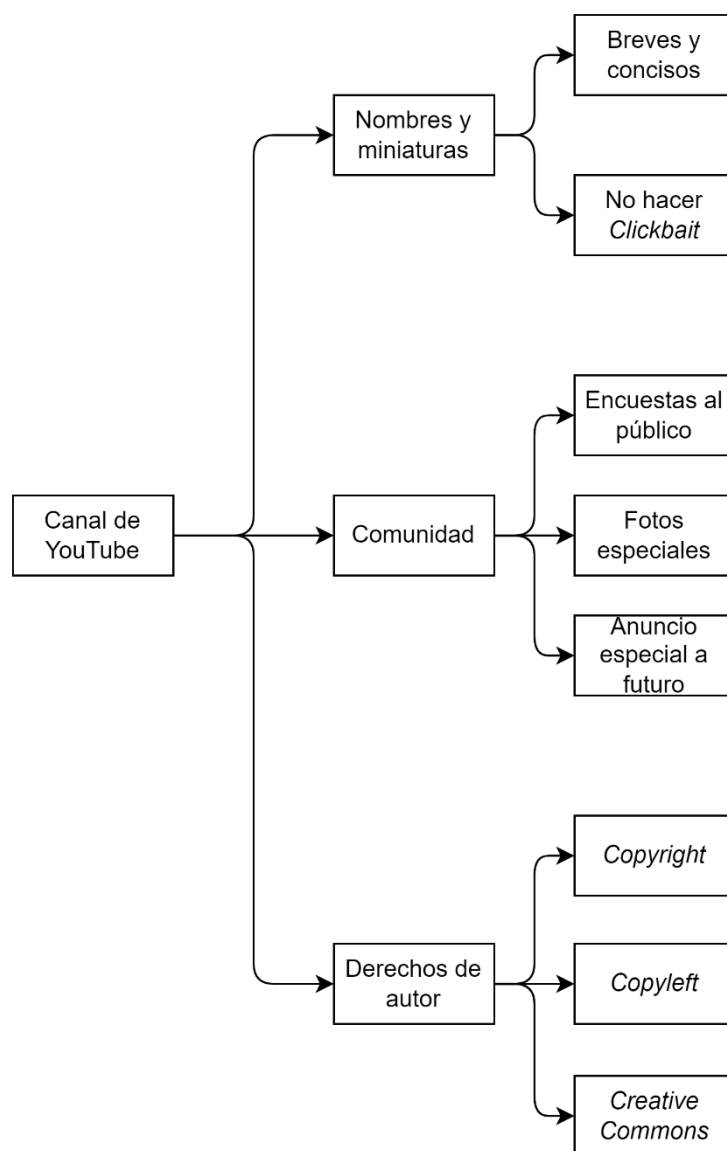 Breves y
concisos
Nombres y
miniaturas
No hacer
Clickbait
Encuestas al
público
Canal de
YouTube
Comunidad
Fotos
especiales
Anuncio
especial a
futuro
Copyright
Derechos de
autor
Copyleft
Creative
Commons